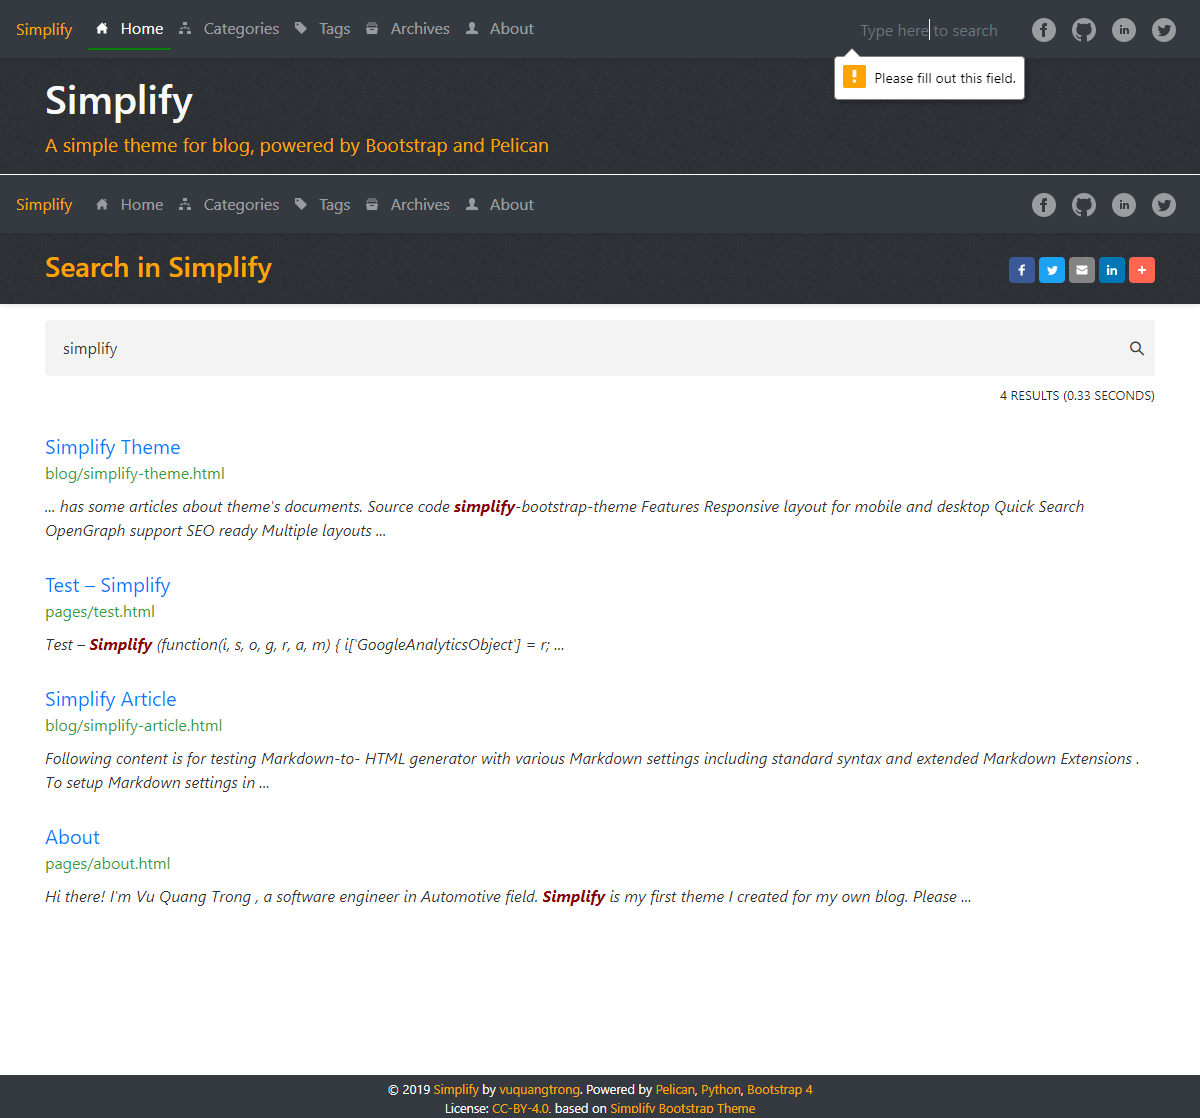 Simplify Home Categories Tags Archives About Type here to search
Please fill out this field.
Simplify
A simple theme for blog, powered by Bootstrap and Pelican
Simplify Home Categories Tags Archives About
Search in Simplify
simplify
4 RESULTS (0.33 SECONDS)
Simplify Theme
blog/simplify-theme.html
... has some articles about theme's documents. Source code simplify-bootstrap-theme Features Responsive layout for mobile and desktop Quick Search
OpenGraph support SEO ready Multiple layouts ...
Test – Simplify
pages/test.html
Test – Simplify (function(i, s, o, g, r, a, m) { i['GoogleAnalyticsObject'] = r; ...
Simplify Article
blog/simplify-article.html
Following content is for testing Markdown-to- HTML generator with various Markdown settings including standard syntax and extended Markdown Extensions .
To setup Markdown settings in ...
About
pages/about.html
Hi there! I'm Vu Quang Trong , a software engineer in Automotive field. Simplify is my first theme I created for my own blog. Please ...
© 2019 Simplify by vuquangtrong. Powered by Pelican, Python, Bootstrap 4
License: CC-BY-4.0. based on Simplify Bootstrap Theme